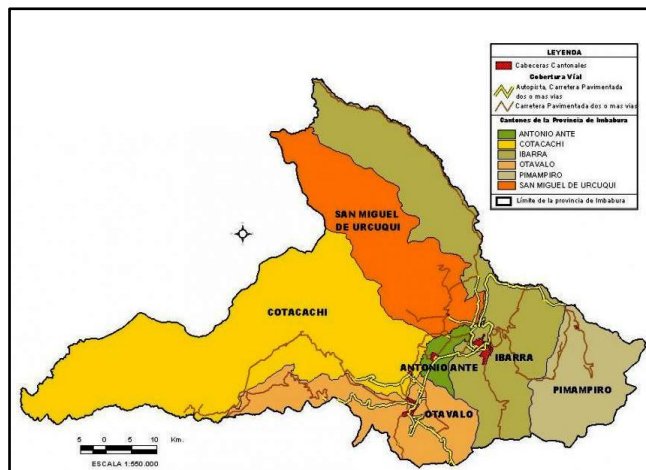 LEYENDA
Cabeceras Cantonales
Cobertura Víal
Autopista, Carretera Pavimentada
dos o mas vias
Carretera Pavimentada dos o mas vias
Cantones de la Provincia de Imbabura
ANTONIO ANTE
COTACACHI
IBARRA
OTAVALO
PIMAMPIRO
SAN MIGUEL DE URCUQUI
Límite de la provincia de Imbabura
SAN MIGUEL
DE URCUQUI
COTACACHI
ANTONIO ANTE
IBARRA
PIMAMPIRO
OTAVALO
5 0 5 10 Km.
ESCALA 1:550.000